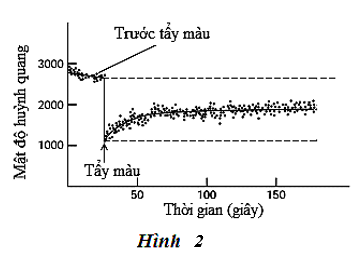 Mật độ huỳnh quang
3000
2000
1000
Trước tẩy màu
Tẩy màu
50
100
150
Thời gian (giây)
Hình 2